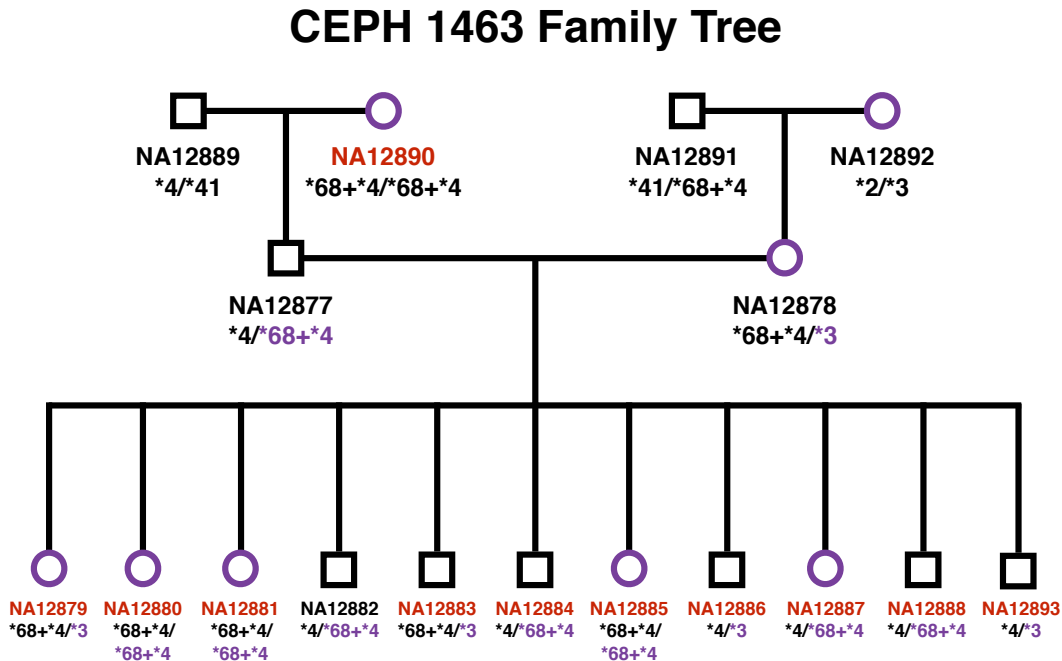 CEPH 1463 Family Tree
NA12889
*4/*41
NA12890
*68+*4/*68+*4
NA12891
*41/*68+*4
NA12892
*2/*3
NA12877
*4/*68+*4
NA12878
*68+*4/*3
NA12879
*68+*4/*3
NA12880
*68+*4/
*68+*4
NA12881
*68+*4/
*68+*4
NA12882
*4/*68+*4
NA12883
*68+*4/*3
NA12884
*4/*68+*4
NA12885
*68+*4/
*68+*4
NA12886
*4/*3
NA12887
*4/*68+*4
NA12888
*4/*68+*4
NA12893
*4/*3